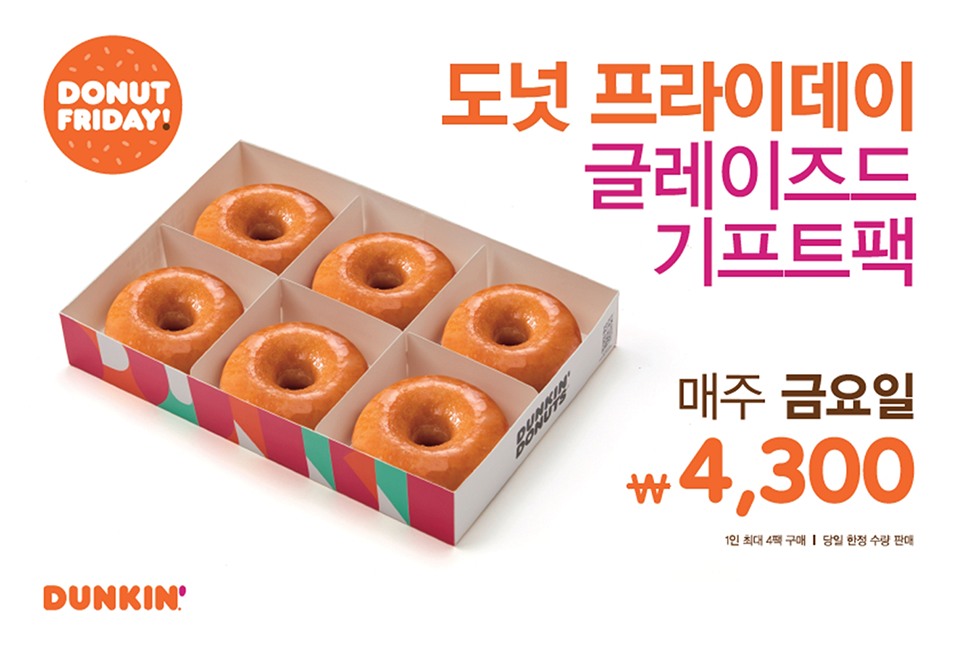 DONUT
FRIDAY!
도넛 프라이데이
글레이즈드
기프트팩
DUNKIN'
DONUTS
매주 금요일
₩4,300
1인 최대 4팩 구매 | 당일 한정 수량 판매
DUNKIN'